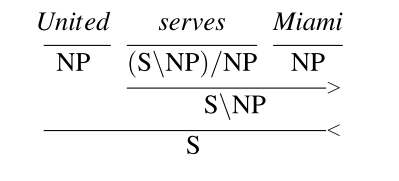 United serves Miami
NP (S\NP)/NP NP
>
S\NP
<
S